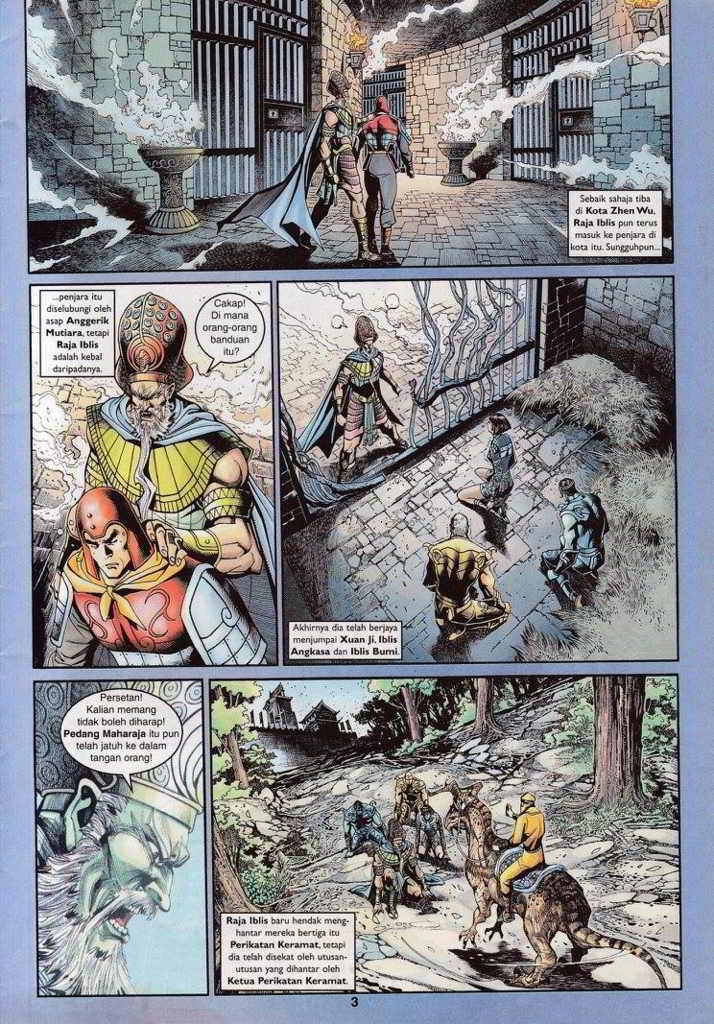 Sebaik sahaja tiba
di Kota Zhen Wu,
Raja Iblis pun terus
masuk ke penjara di
kota itu. Sungguhpun...
...penjara itu
diselubungi oleh
asap Anggerik
Mutiara, tetapi
Raja Iblis
adalah kebal
daripadanya.
Cakap!
Di mana
orang-orang
banduan
itu?
Akhirnya dia telah berjaya
menjumpai Xuan Ji, Iblis
Angkasa dan Iblis Bumi.
Persetan!
Kalian memang
tidak boleh diharap!
Pedang Maharaja itu pun
telah jatuh ke dalam
tangan orang!
Raja Iblis baru hendak meng-
hantar mereka bertiga itu
Perikatan Keramat, tetapi
dia telah disekat oleh utusan-
utusan yang dihantar oleh
Ketua Perikatan Keramat.
3